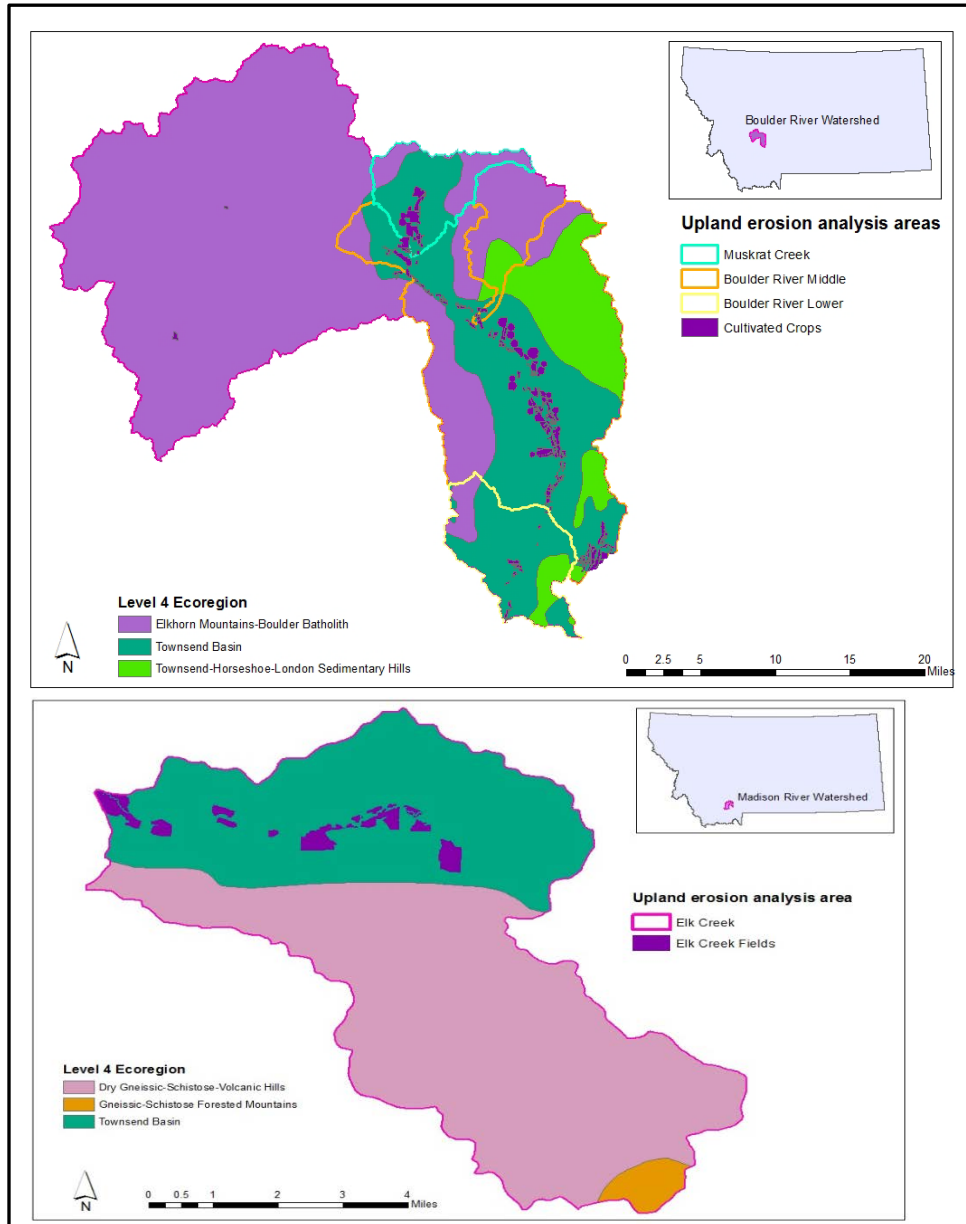 Boulder River Watershed
Upland erosion analysis areas
Muskrat Creek
Boulder River Middle
Boulder River Lower
Cultivated Crops
Level 4 Ecoregion
Elkhorn Mountains-Boulder Batholith
Townsend Basin
Townsend-Horseshoe-London Sedimentary Hills
N
0 2.5 5 10 15 20
Miles
Madison River Watershed
Upland erosion analysis area
Elk Creek
Elk Creek Fields
Level 4 Ecoregion
Dry Gneissic-Schistose-Volcanic Hills
Gneissic-Schistose Forested Mountains
Townsend Basin
N
0 0.5 1 2 3 4
Miles